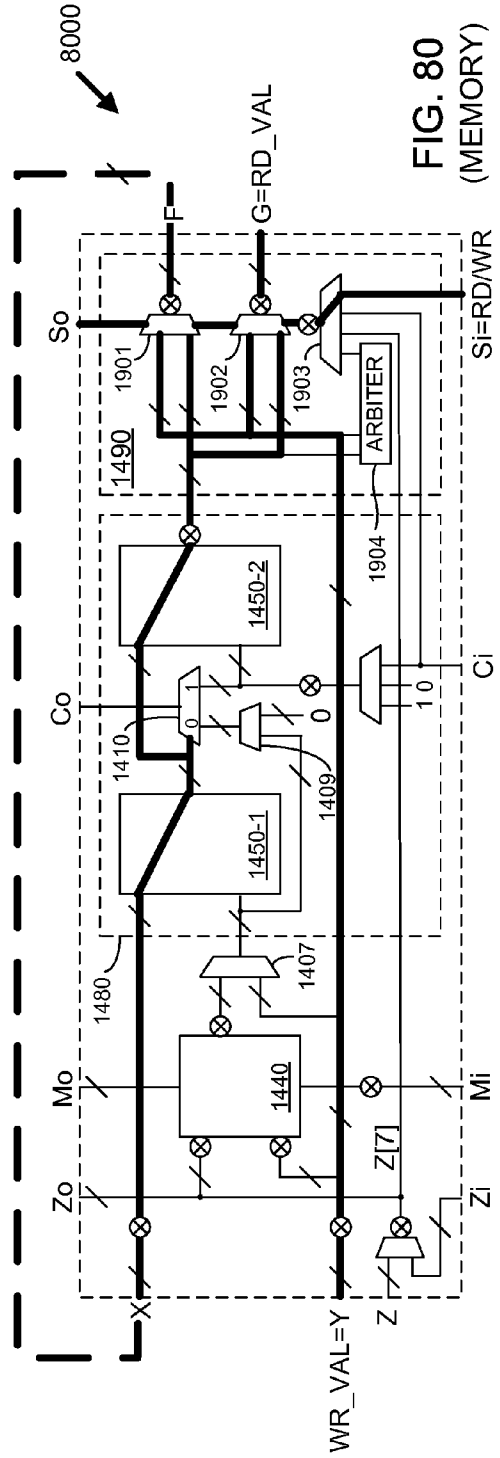 8000
So
F
G=RD_VAL
FIG. 80
(MEMORY)
Si=RD/WR
1901
1902
1903
1490
ARBITER
1904
Co
1450-2
1410
0 1
0
1409
1 0
Ci
1450-1
1480
1407
Mo
1440
Mi
Zo
Z[7]
Zi
X
WR_VAL=Y
Z